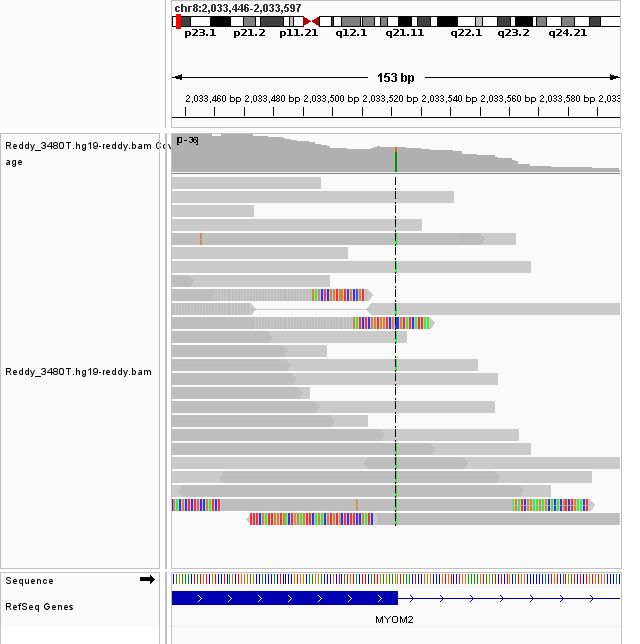 chr8:2,033,446-2,033,597
p23.1 p21.2 p11.21 q12.1 q21.11 q22.1 q23.2 q24.21
153 bp
2,033,460 bp 2,033,480 bp 2,033,500 bp 2,033,520 bp 2,033,540 bp 2,033,560 bp 2,033,580 bp 2,033
Reddy_3480T.hg19-reddy.bam Cov
age
Reddy_3480T.hg19-reddy.bam
Sequence
RefSeq Genes
MYOM2